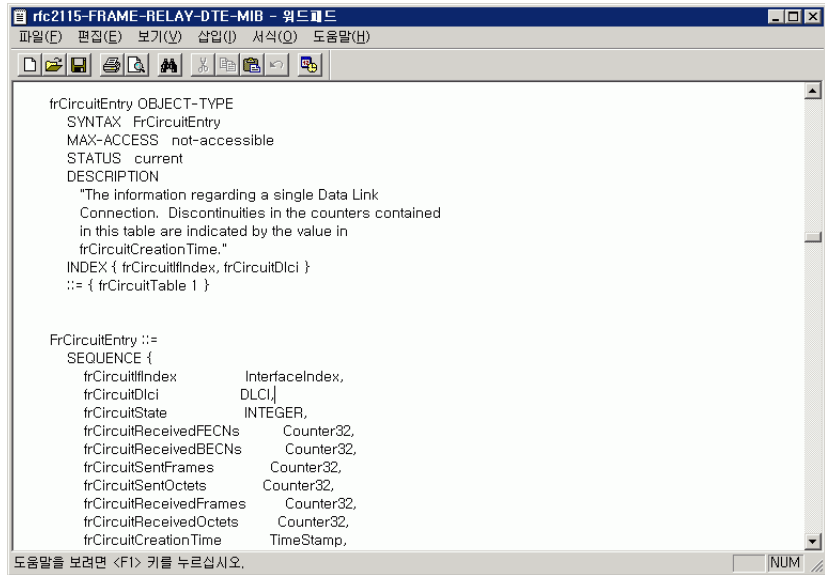 rfc2115-FRAME-RELAY-DTE-MIB - 워드패드
파일(F) 편집(E) 보기(V) 삽입(I) 서식(O) 도움말(H)
frCircuitEntry OBJECT-TYPE
SYNTAX FrCircuitEntry
MAX-ACCESS not-accessible
STATUS current
DESCRIPTION
"The information regarding a single Data Link
Connection. Discontinuities in the counters contained
in this table are indicated by the value in
frCircuitCreationTime."
INDEX { frCircuitIfIndex, frCircuitDlci }
::= { frCircuitTable 1 }
FrCircuitEntry ::=
SEQUENCE {
frCircuitIfIndex InterfaceIndex,
frCircuitDlci DLCI,
frCircuitState INTEGER,
frCircuitReceivedFECNs Counter32,
frCircuitReceivedBECNs Counter32,
frCircuitSentFrames Counter32,
frCircuitSentOctets Counter32,
frCircuitReceivedFrames Counter32,
frCircuitReceivedOctets Counter32,
frCircuitCreationTime TimeStamp,
도움말을 보려면 <F1> 키를 누르십시오.
NUM